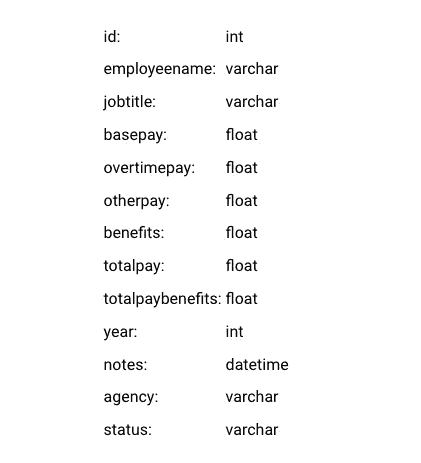 id: int
employeename: varchar
jobtitle: varchar
basepay: float
overtimepay: float
otherpay: float
benefits: float
totalpay: float
totalpaybenefits: float
year: int
notes: datetime
agency: varchar
status: varchar